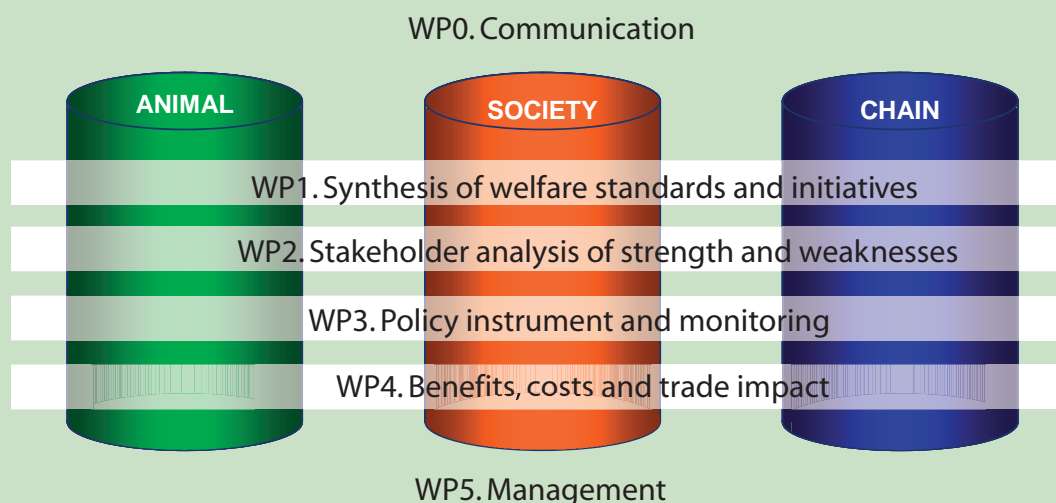 WP0. Communication
ANIMAL
SOCIETY
CHAIN
WP1. Synthesis of welfare standards and initiatives
WP2. Stakeholder analysis of strength and weaknesses
WP3. Policy instrument and monitoring
WP4. Benefits, costs and trade impact
WP5. Management